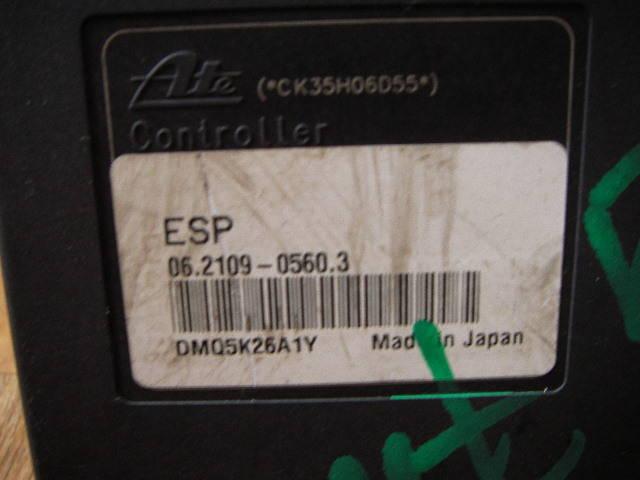 Ate (*CK35H06D55*)
Controller
ESP
06.2109-0560.3
DMQ5K26A1Y Made in Japan